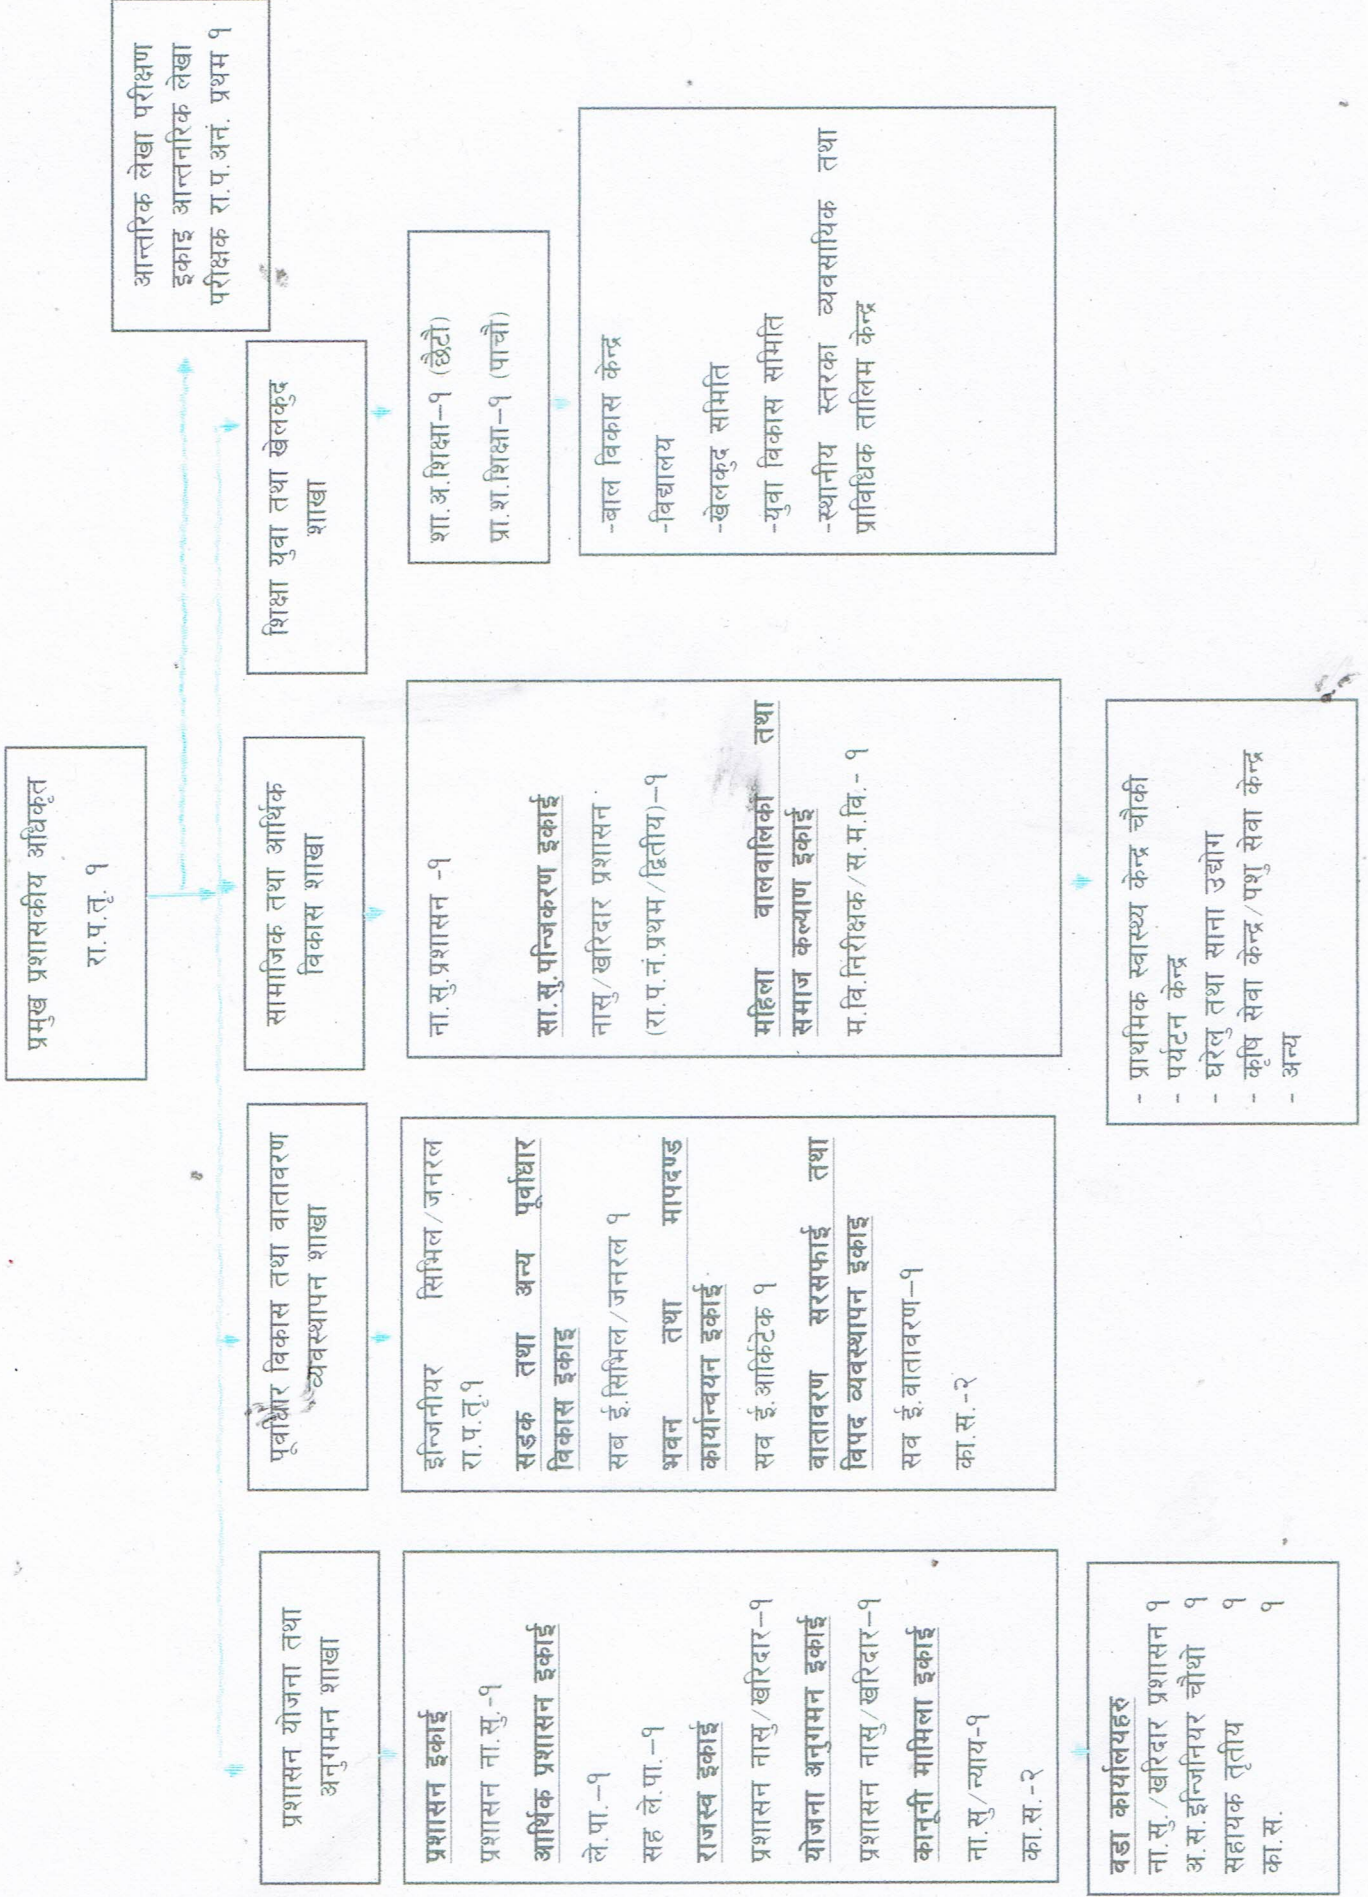 प्रमुख प्रशासकीय अधिकृत
रा.प.तृ. १
आन्तरिक लेखा परीक्षण
इकाइ आन्तनरिक लेखा
परीक्षक रा.प.अनं. प्रथम १
प्रशासन योजना तथा
अनुगमन शाखा
पूर्वाधार विकास तथा वातावरण
व्यवस्थापन शाखा
सामाजिक तथा आर्थिक
विकास शाखा
शिक्षा युवा तथा खेलकुद
शाखा
प्रशासन इकाई
प्रशासन ना.सु.-१
आर्थिक प्रशासन इकाई
ले.पा.-१
सह ले.पा.-१
राजस्व इकाई
प्रशासन नासु/खरिदार-१
योजना अनुगमन इकाई
प्रशासन नासु/खरिदार-१
कानूनी मामिला इकाई
ना.सु/न्याय-१
का.स.-२
इन्जिनीयर सिभिल/जनरल
रा.प.तृ.१
सडक तथा अन्य पूर्वाधार
विकास इकाइ
सब ई.सिभिल/जनरल १
भवन तथा मापदण्ड
कार्यान्वयन इकाई
सव ई.आर्किटेक १
वातावरण सरसफाई तथा
विपद व्यवस्थापन इकाइ
सव ई.वातावरण-१
का.स.-२
ना.सु.प्रशासन -१
सा.सु.पन्जिकरण इकाई
नासु/खरिदार प्रशासन
(रा.प.नं.प्रथम/द्वितीय)-१
महिला वालवालिका तथा
समाज कल्याण इकाई
म.वि.निरीक्षक/स.म.वि.- १
शा.अ.शिक्षा-१ (छैटौ)
प्रा.श.शिक्षा-१ (पाचौ)
-बाल विकास केन्द्र
-विद्यालय
-खेलकुद समिति
-युवा विकास समिति
-स्थानीय स्तरका व्यवसायिक तथा
प्राविधिक तालिम केन्द्र
वडा कार्यालयहरु
ना.सु./खरिदार प्रशासन १
अ.स.इन्जिनियर चौथो १
सहायक तृतीय १
का.स. १
- प्राथमिक स्वास्थ्य केन्द्र चौकी
- पर्यटन केन्द्र
- घरेलु तथा साना उद्योग
- कृषि सेवा केन्द्र/पशु सेवा केन्द्र
- अन्य